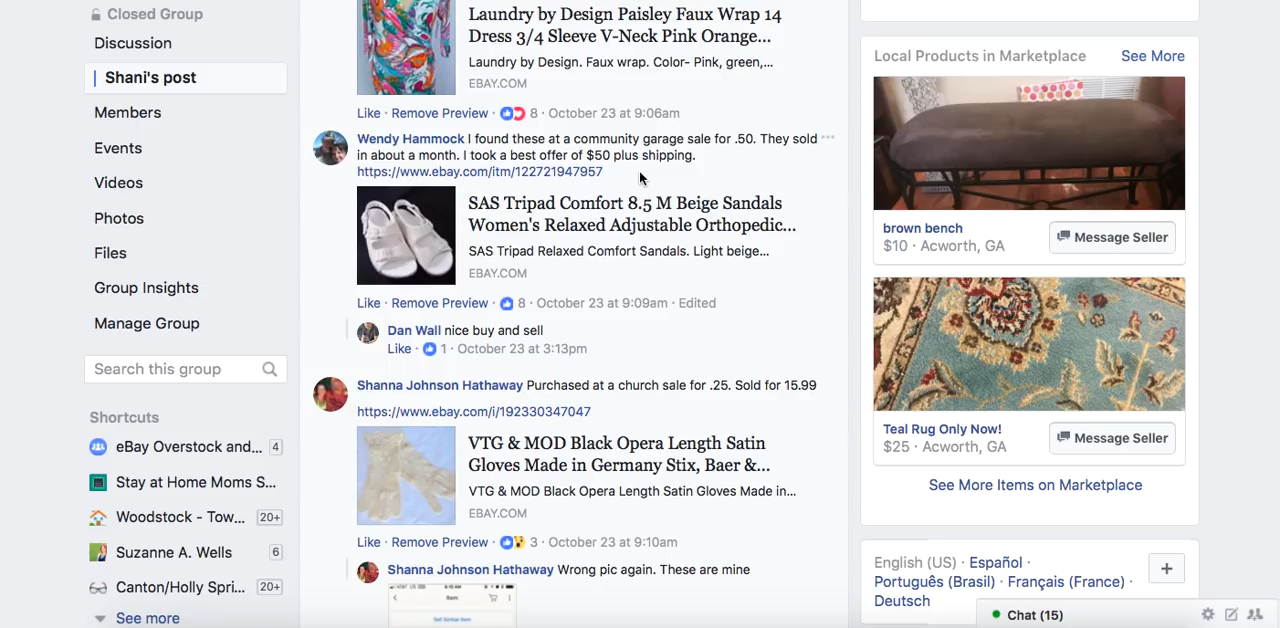 Closed Group
Discussion
Shani's post
Members
Events
Videos
Photos
Files
Group Insights
Manage Group
Search this group
Shortcuts
eBay Overstock and... 4
Stay at Home Moms S...
Woodstock - Tow... 20+
Suzanne A. Wells 6
Canton/Holly Spri... 20+
See more
Laundry by Design Paisley Faux Wrap 14
Dress 3/4 Sleeve V-Neck Pink Orange...
Laundry by Design. Faux wrap. Color- Pink, green,...
EBAY.COM
Like · Remove Preview · 8 · October 23 at 9:06am
Wendy Hammock I found these at a community garage sale for .50. They sold
in about a month. I took a best offer of $50 plus shipping.
https://www.ebay.com/itm/122721947957
SAS Tripad Comfort 8.5 M Beige Sandals
Women's Relaxed Adjustable Orthopedic...
SAS Tripad Relaxed Comfort Sandals. Light beige...
EBAY.COM
Like · Remove Preview · 8 · October 23 at 9:09am · Edited
Dan Wall nice buy and sell
Like · 1 · October 23 at 3:13pm
Shanna Johnson Hathaway Purchased at a church sale for .25. Sold for 15.99
https://www.ebay.com/i/192330347047
VTG & MOD Black Opera Length Satin
Gloves Made in Germany Stix, Baer &...
VTG & MOD Black Opera Length Satin Gloves Made in...
EBAY.COM
Like · Remove Preview · 3 · October 23 at 9:10am
Shanna Johnson Hathaway Wrong pic again. These are mine
Item
Sell Similar Item
Local Products in Marketplace See More
brown bench
$10 · Acworth, GA
Message Seller
Teal Rug Only Now!
$25 · Acworth, GA
Message Seller
See More Items on Marketplace
English (US) · Español ·
Português (Brasil) · Français (France) ·
Deutsch
Chat (15)